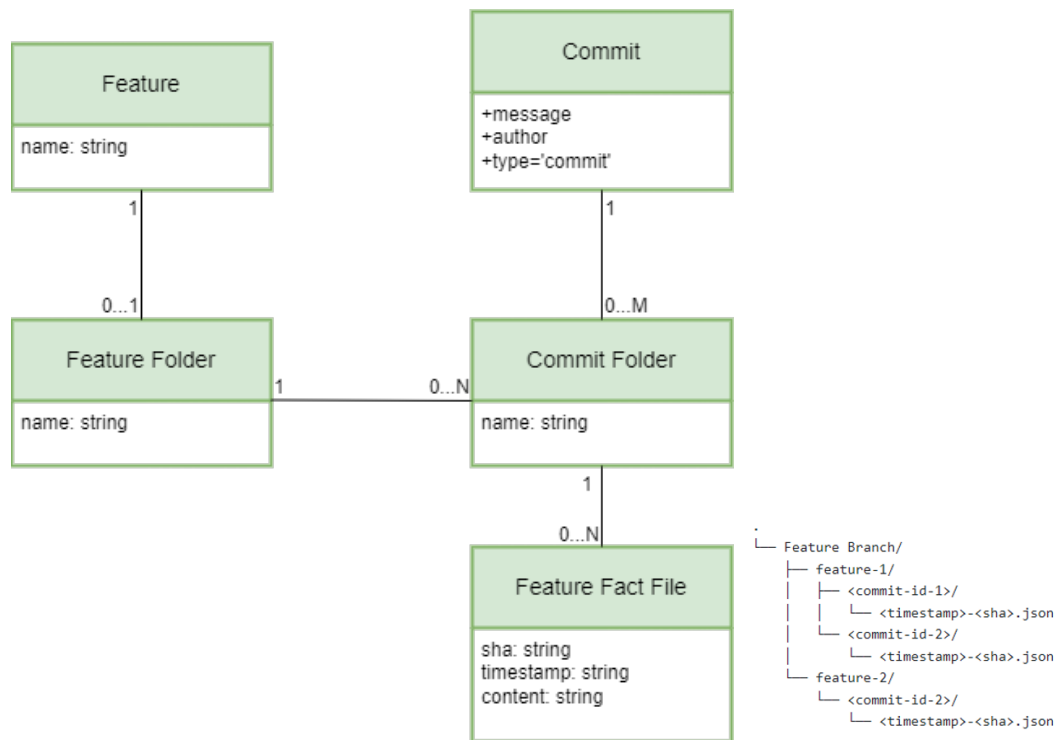 Feature
name: string
Commit
+message
+author
+type='commit'
1
0...1
1
0...M
Feature Folder
name: string
1
0...N
Commit Folder
name: string
1
0...N
Feature Fact File
sha: string
timestamp: string
content: string
.
└── Feature Branch/
    ├── feature-1/
    │   ├── <commit-id-1>/
    │   │   └── <timestamp>-<sha>.json
    │   └── <commit-id-2>/
    │       └── <timestamp>-<sha>.json
    └── feature-2/
        └── <commit-id-2>/
            └── <timestamp>-<sha>.json